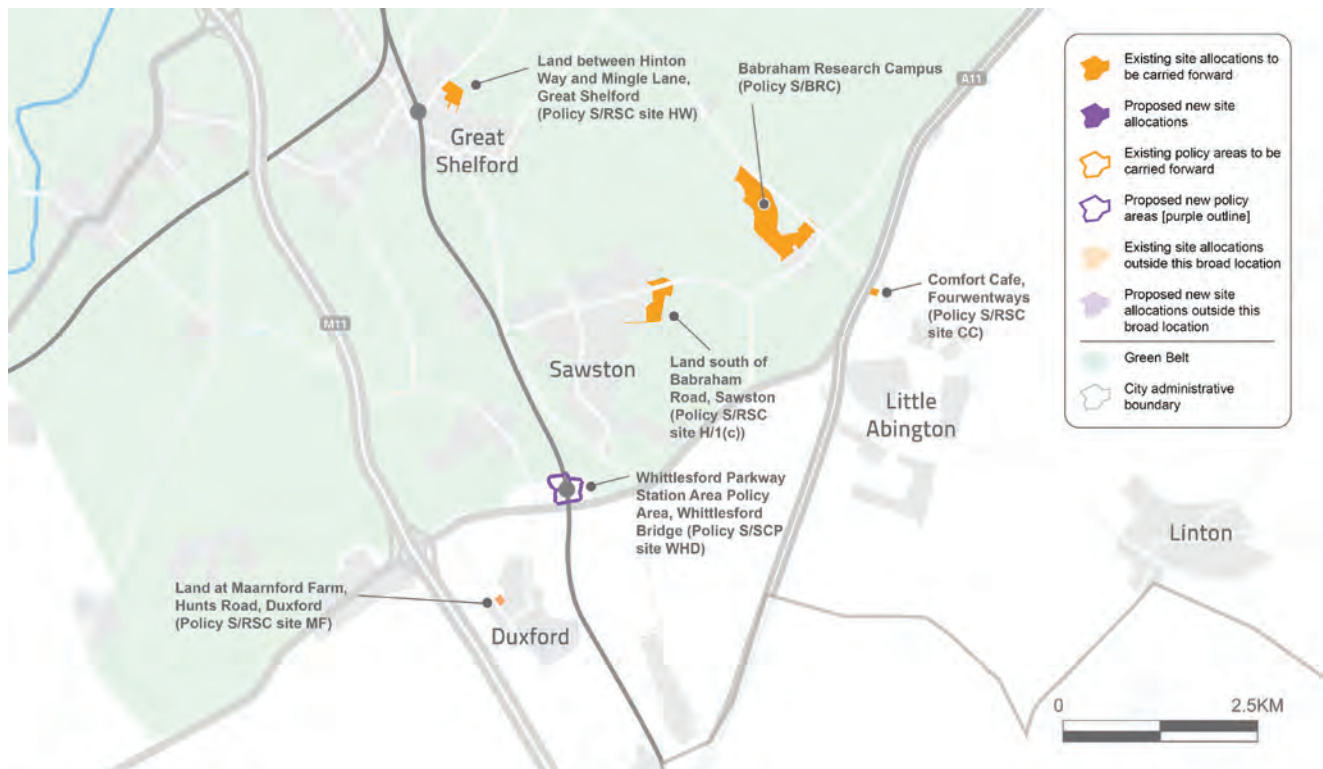 Land between Hinton
Way and Mingle Lane,
Great Shelford
(Policy S/RSC site HW)
Babraham Research Campus
(Policy S/BRC)
A11
Great
Shelford
M11
Comfort Cafe,
Fourwentways
(Policy S/RSC
site CC)
Sawston
Land south of
Babraham
Road, Sawston
(Policy S/RSC
site H/1(c))
Little
Abington
Whittlesford Parkway
Station Area Policy
Area, Whittlesford
Bridge (Policy S/SCP
site WHD)
Linton
Land at Maarnford Farm,
Hunts Road, Duxford
(Policy S/RSC site MF)
Duxford
Existing site allocations to
be carried forward
Proposed new site
allocations
Existing policy areas to be
carried forward
Proposed new policy
areas [purple outline]
Existing site allocations
outside this broad location
Proposed new site
allocations outside this
broad location
Green Belt
City administrative
boundary
0 2.5KM